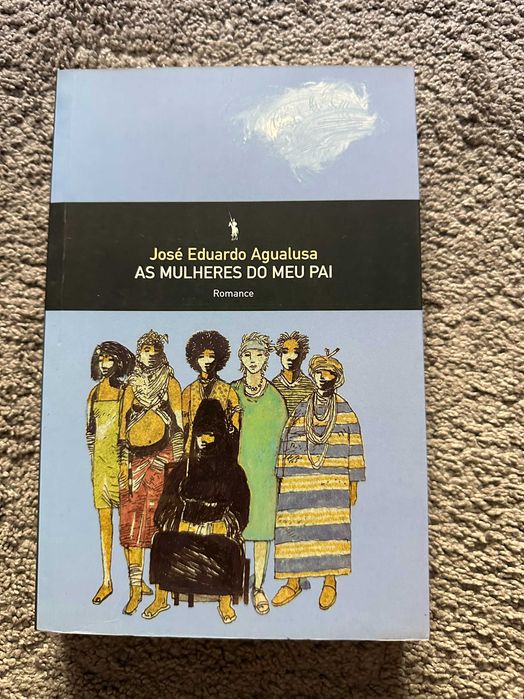 José Eduardo Agualusa
AS MULHERES DO MEU PAI
Romance